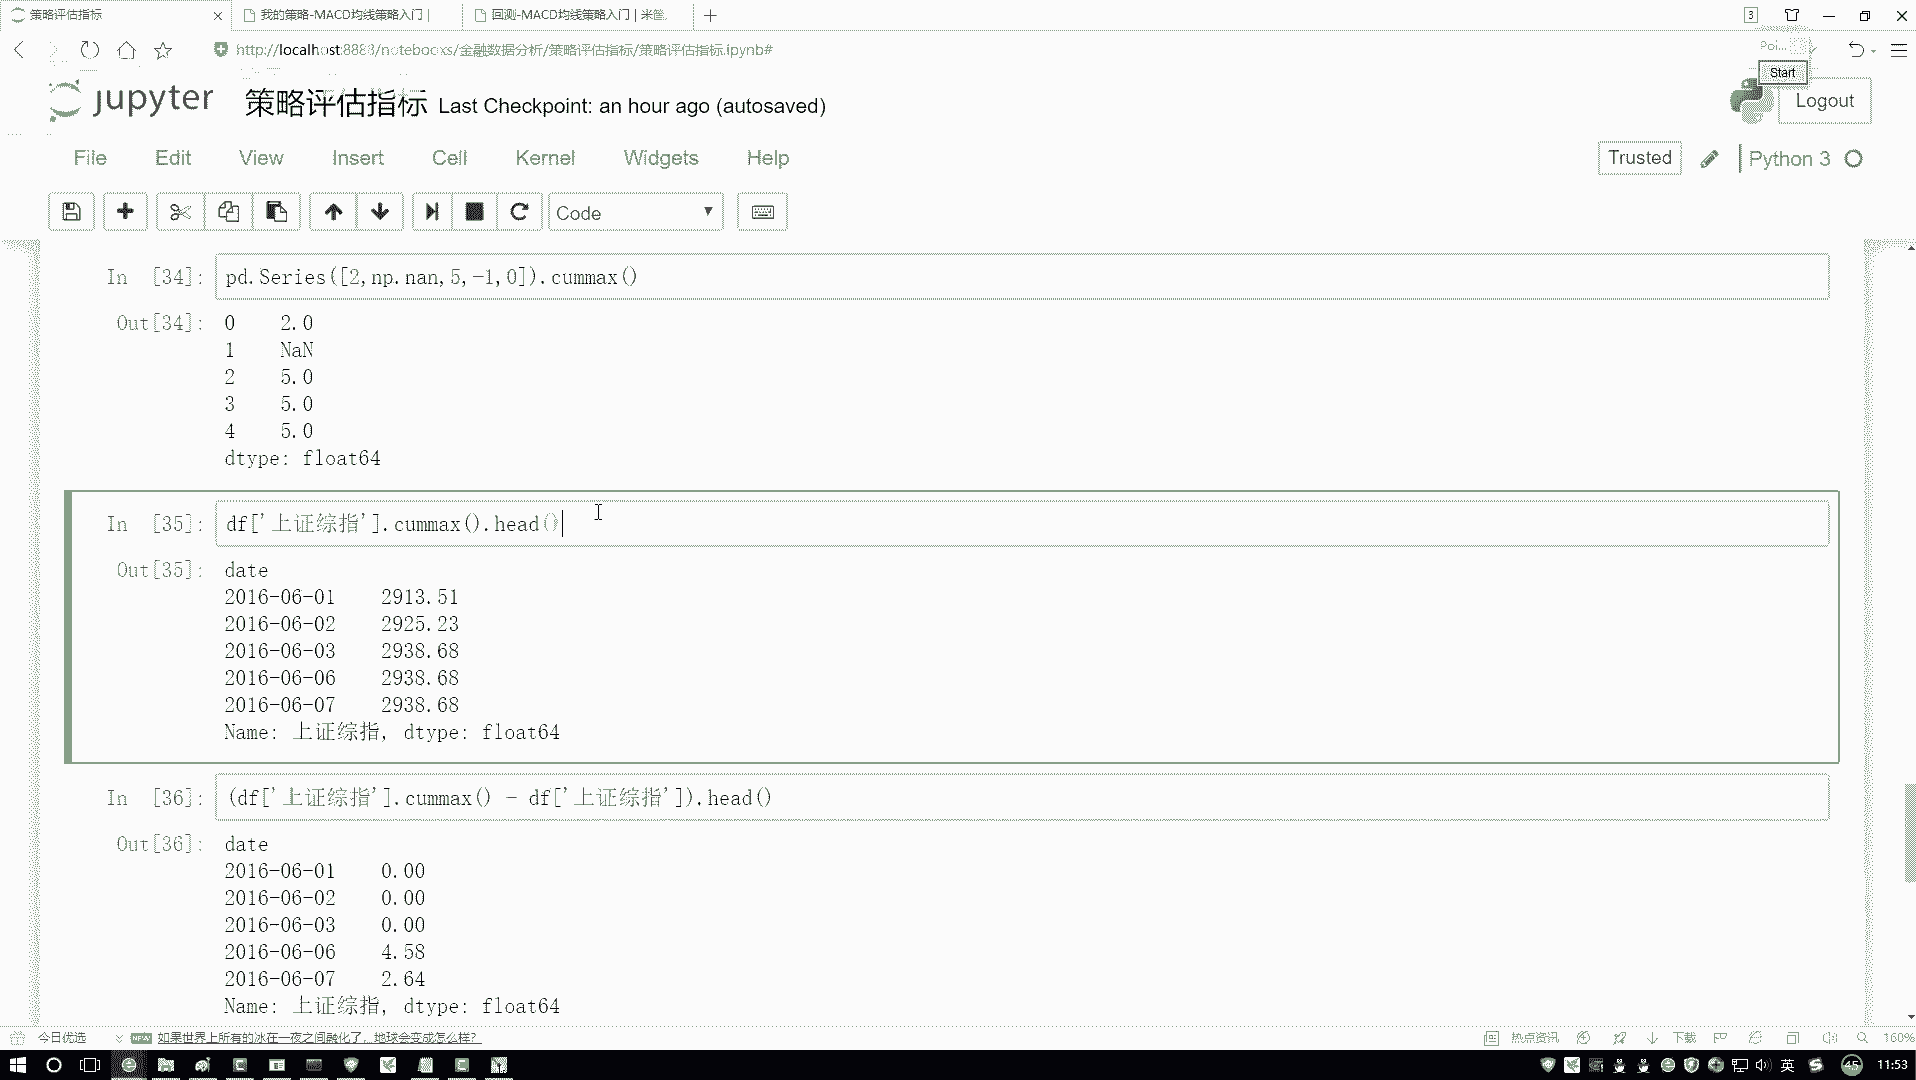 策略评估指标
我的策略-MACD均线策略入门 |
回测-MACD均线策略入门 | 米筐
3
http://localhost:8888/notebooks/金融数据分析/策略评估指标/策略评估指标.ipynb#
Poi...
Start
jupyter 策略评估指标 Last Checkpoint: an hour ago (autosaved)
Logout
File Edit View Insert Cell Kernel Widgets Help
Trusted Python 3
Code
In [34]: pd.Series([2,np.nan,5,-1,0]).cummax()
Out[34]: 0 2.0
1 NaN
2 5.0
3 5.0
4 5.0
dtype: float64
In [35]: df['上证综指'].cummax().head()
Out[35]: date
2016-06-01 2913.51
2016-06-02 2925.23
2016-06-03 2938.68
2016-06-06 2938.68
2016-06-07 2938.68
Name: 上证综指, dtype: float64
In [36]: (df['上证综指'].cummax() - df['上证综指']).head()
Out[36]: date
2016-06-01 0.00
2016-06-02 0.00
2016-06-03 0.00
2016-06-06 4.58
2016-06-07 2.64
Name: 上证综指, dtype: float64
今日优选 NEW 如果世界上所有的冰在一夜之间融化了，地球会变成怎么样？
热点资讯 下载 160%
英 45 11:53